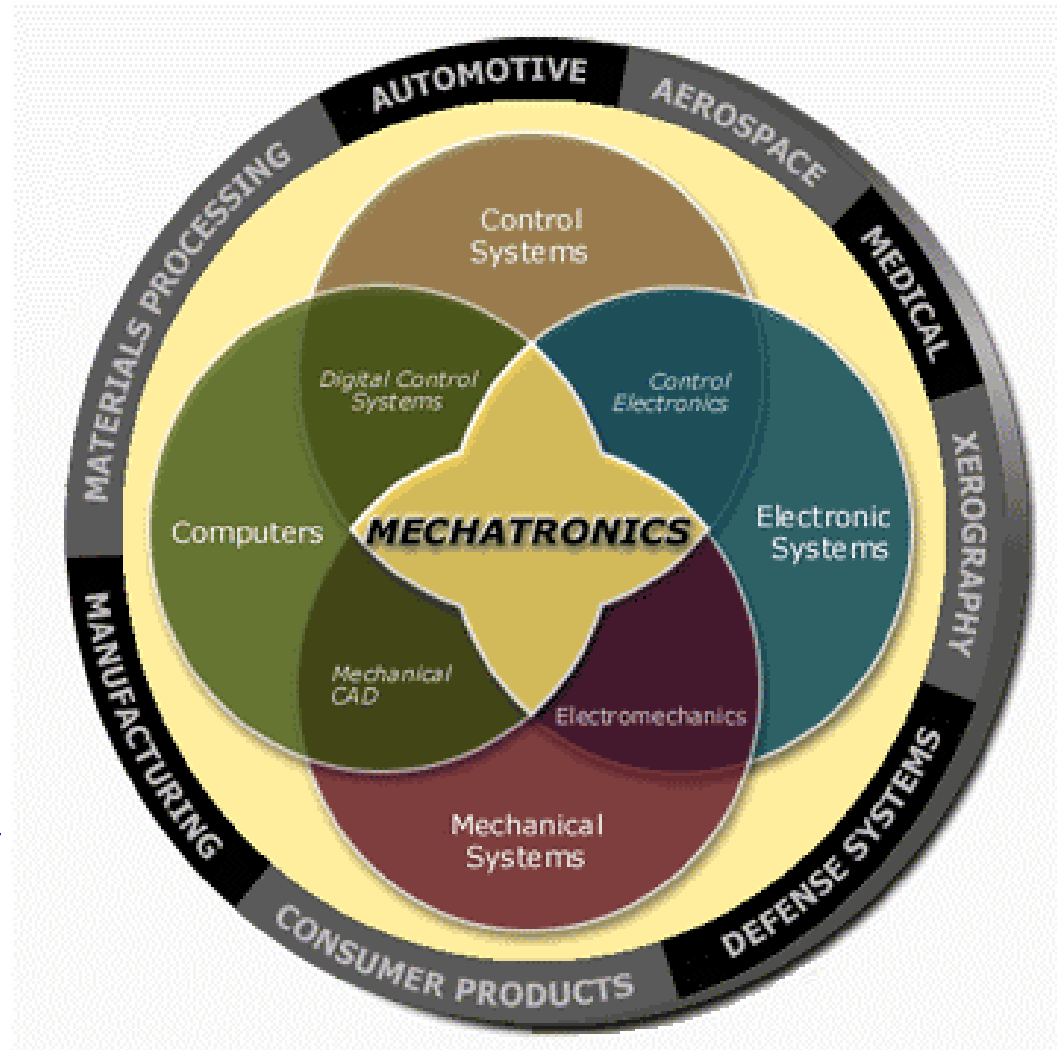 AUTOMOTIVE
AEROSPACE
MEDICAL
XEROGRAPHY
DEFENSE SYSTEMS
CONSUMER PRODUCTS
MANUFACTURING
MATERIALS PROCESSING
Control
Systems
Digital Control
Systems
Control
Electronics
Computers
MECHATRONICS
Electronic
Systems
Mechanical
CAD
Electromechanics
Mechanical
Systems